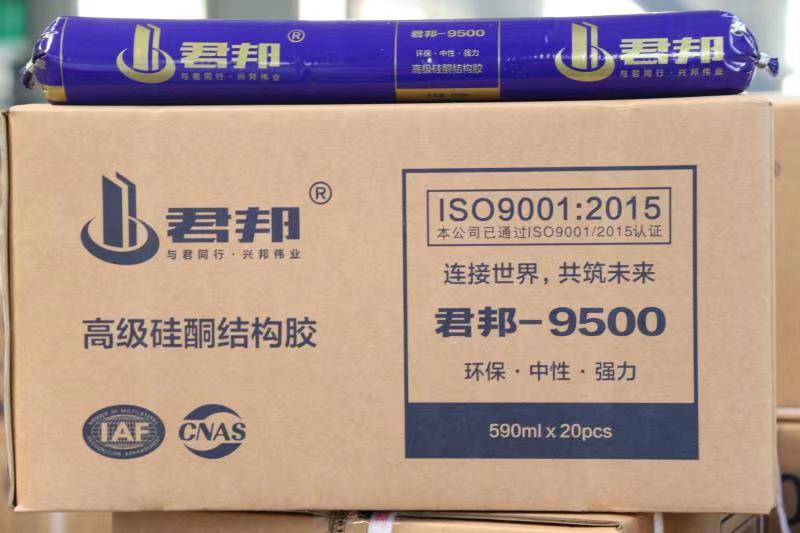 君邦®
与君同行·兴邦伟业
君邦-9500
环保·中性·强力
高级硅酮结构胶
君邦
与君同行·兴邦伟业
君邦®
与君同行·兴邦伟业
高级硅酮结构胶
MEMBER OF MULTILATERAL
IAF
RECOGNITION ARRANGEMENT
CNAS
ISO9001:2015
本公司已通过ISO9001/2015认证
连接世界，共筑未来
君邦-9500
环保·中性·强力
590ml x 20pcs